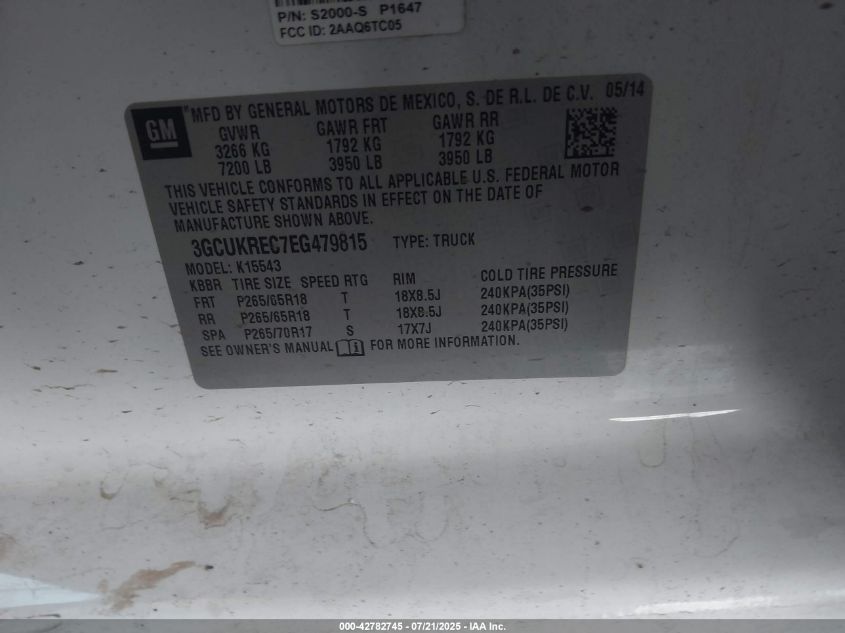 P/N: S2000-S P1647
FCC ID: 2AAQ6TC05
GM
MFD BY GENERAL MOTORS DE MEXICO, S. DE R.L. DE C.V. 05/14
GVWR GAWR FRT GAWR RR
3266 KG 1792 KG 1792 KG
7200 LB 3950 LB 3950 LB
THIS VEHICLE CONFORMS TO ALL APPLICABLE U.S. FEDERAL MOTOR
VEHICLE SAFETY STANDARDS IN EFFECT ON THE DATE OF
MANUFACTURE SHOWN ABOVE.
3GCUKREC7EG479815 TYPE: TRUCK
MODEL: K15543
KBBR TIRE SIZE SPEED RTG RIM COLD TIRE PRESSURE
FRT P265/65R18 T 18X8.5J 240KPA(35PSI)
RR P265/65R18 T 18X8.5J 240KPA(35PSI)
SPA P265/70R17 S 17X7J 240KPA(35PSI)
SEE OWNER'S MANUAL FOR MORE INFORMATION.
000-42782745 - 07/21/2025 - IAA Inc.